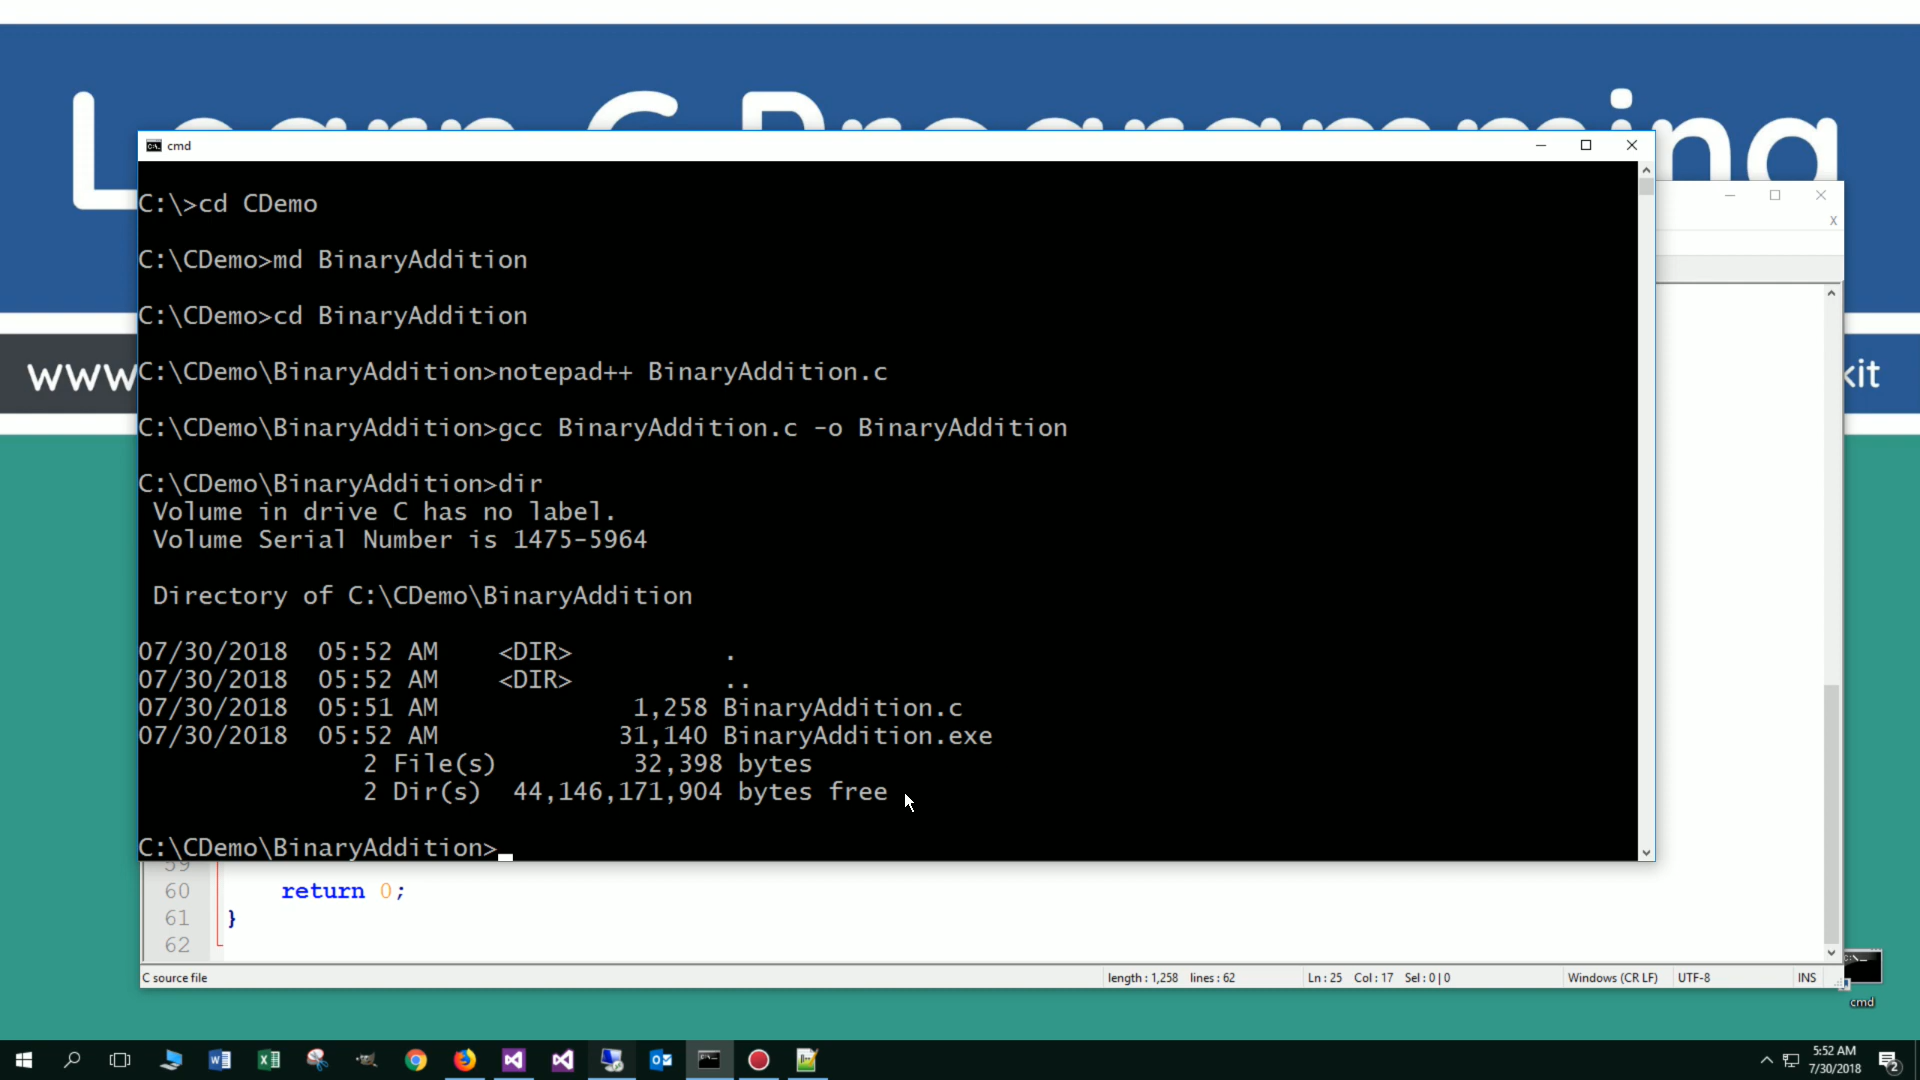 Learn C Programming
cmd
C:\>cd CDemo
X
C:\CDemo>md BinaryAddition
C:\CDemo>cd BinaryAddition
www
C:\CDemo\BinaryAddition>notepad++ BinaryAddition.c
kit
C:\CDemo\BinaryAddition>gcc BinaryAddition.c -o BinaryAddition
C:\CDemo\BinaryAddition>dir
Volume in drive C has no label.
Volume Serial Number is 1475-5964
Directory of C:\CDemo\BinaryAddition
07/30/2018  05:52 AM    <DIR>          .
07/30/2018  05:52 AM    <DIR>          ..
07/30/2018  05:51 AM             1,258 BinaryAddition.c
07/30/2018  05:52 AM            31,140 BinaryAddition.exe
2 File(s)         32,398 bytes
2 Dir(s)  44,146,171,904 bytes free
C:\CDemo\BinaryAddition>
59
60 return 0;
61 }
62
C source file length : 1,258 lines : 62 Ln : 25 Col : 17 Sel : 0 | 0 Windows (CR LF) UTF-8 INS
cmd
5:52 AM
7/30/2018
2